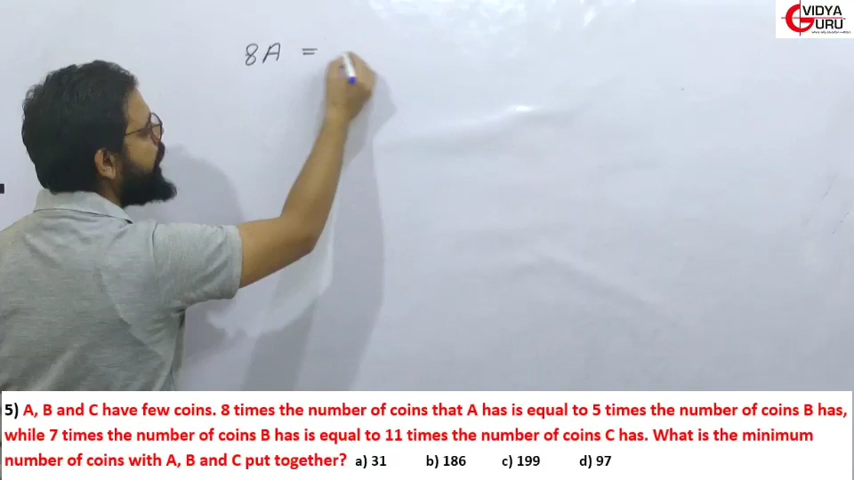 VIDYA
GURU
8A =
5) A, B and C have few coins. 8 times the number of coins that A has is equal to 5 times the number of coins B has,
while 7 times the number of coins B has is equal to 11 times the number of coins C has. What is the minimum
number of coins with A, B and C put together? a) 31 b) 186 c) 199 d) 97